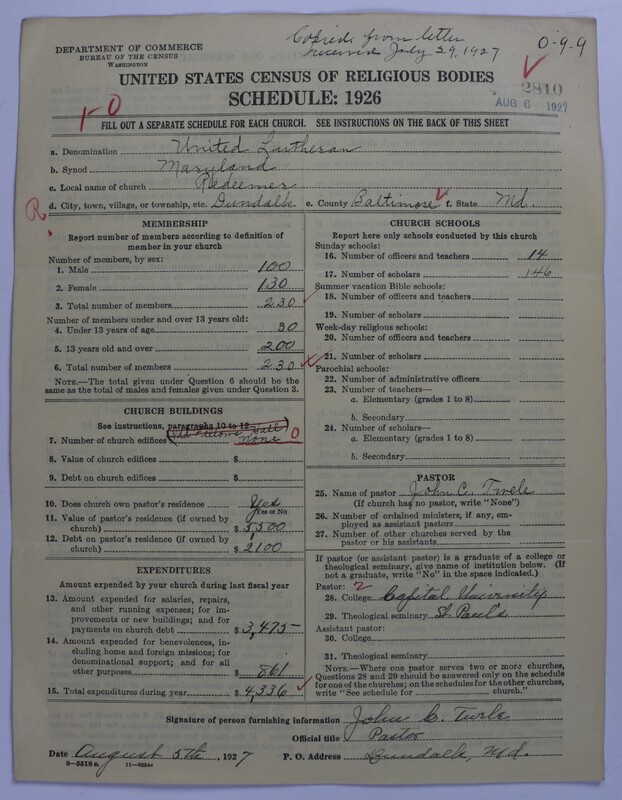 Copied from letter
received July 29, 1927
0-9-9
DEPARTMENT OF COMMERCE
BUREAU OF THE CENSUS
WASHINGTON
2810
AUG 6 1927
UNITED STATES CENSUS OF RELIGIOUS BODIES
SCHEDULE: 1926
1-0
FILL OUT A SEPARATE SCHEDULE FOR EACH CHURCH. SEE INSTRUCTIONS ON THE BACK OF THIS SHEET
a. Denomination United Lutheran
b. Synod Maryland
c. Local name of church Redeemer
R. d. City, town, village, or township, etc. Dundalk e. County Baltimore f. State Md.
MEMBERSHIP
Report number of members according to definition of
member in your church
Number of members, by sex:
1. Male 100
2. Female 130
3. Total number of members 230
Number of members under and over 13 years old:
4. Under 13 years of age 30
5. 13 years old and over 200
6. Total number of members 230
NOTE.—The total given under Question 6 should be
the same as the total of males and females given under Question 3.
CHURCH BUILDINGS
See instructions, paragraphs 10 to 12
Odd Fellows Hall
7. Number of church edifices none 0
8. Value of church edifices $
9. Debt on church edifices $
10. Does church own pastor's residence Yes
Yes or No
11. Value of pastor's residence (if owned by
church) $ 5,500
12. Debt on pastor's residence (if owned by
church) $ 2,100
EXPENDITURES
Amount expended by your church during last fiscal year
13. Amount expended for salaries, repairs,
and other running expenses; for im-
provements or new buildings; and for
payments on church debt $ 3,475
14. Amount expended for benevolences, in-
cluding home and foreign missions; for
denominational support; and for all
other purposes $ 861
15. Total expenditures during year $ 4,336
CHURCH SCHOOLS
Report here only schools conducted by this church
Sunday schools:
16. Number of officers and teachers 14
17. Number of scholars 146
Summer vacation Bible schools:
18. Number of officers and teachers
19. Number of scholars
Week-day religious schools:
20. Number of officers and teachers
21. Number of scholars
Parochial schools:
22. Number of administrative officers
23. Number of teachers—
a. Elementary (grades 1 to 8)
b. Secondary
24. Number of scholars—
a. Elementary (grades 1 to 8)
b. Secondary
PASTOR
25. Name of pastor John C. Twele
(If church has no pastor, write "None")
26. Number of ordained ministers, if any, em-
ployed as assistant pastors
27. Number of other churches served by the
pastor or his assistants
If pastor (or assistant pastor) is a graduate of a college or
theological seminary, give name of institution below. (If
not a graduate, write "No" in the space indicated.)
Pastor: 2
28. College Capital University
29. Theological seminary St. Paul's
Assistant pastor:
30. College
31. Theological seminary
NOTE.—Where one pastor serves two or more churches,
Questions 28 and 29 should be answered only on the schedule
for one of the churches; on the schedules for the other churches,
write "See schedule for church."
Signature of person furnishing information John C. Twele
Official title Pastor
Date August 5th, 1927 P. O. Address Dundalk, Md.